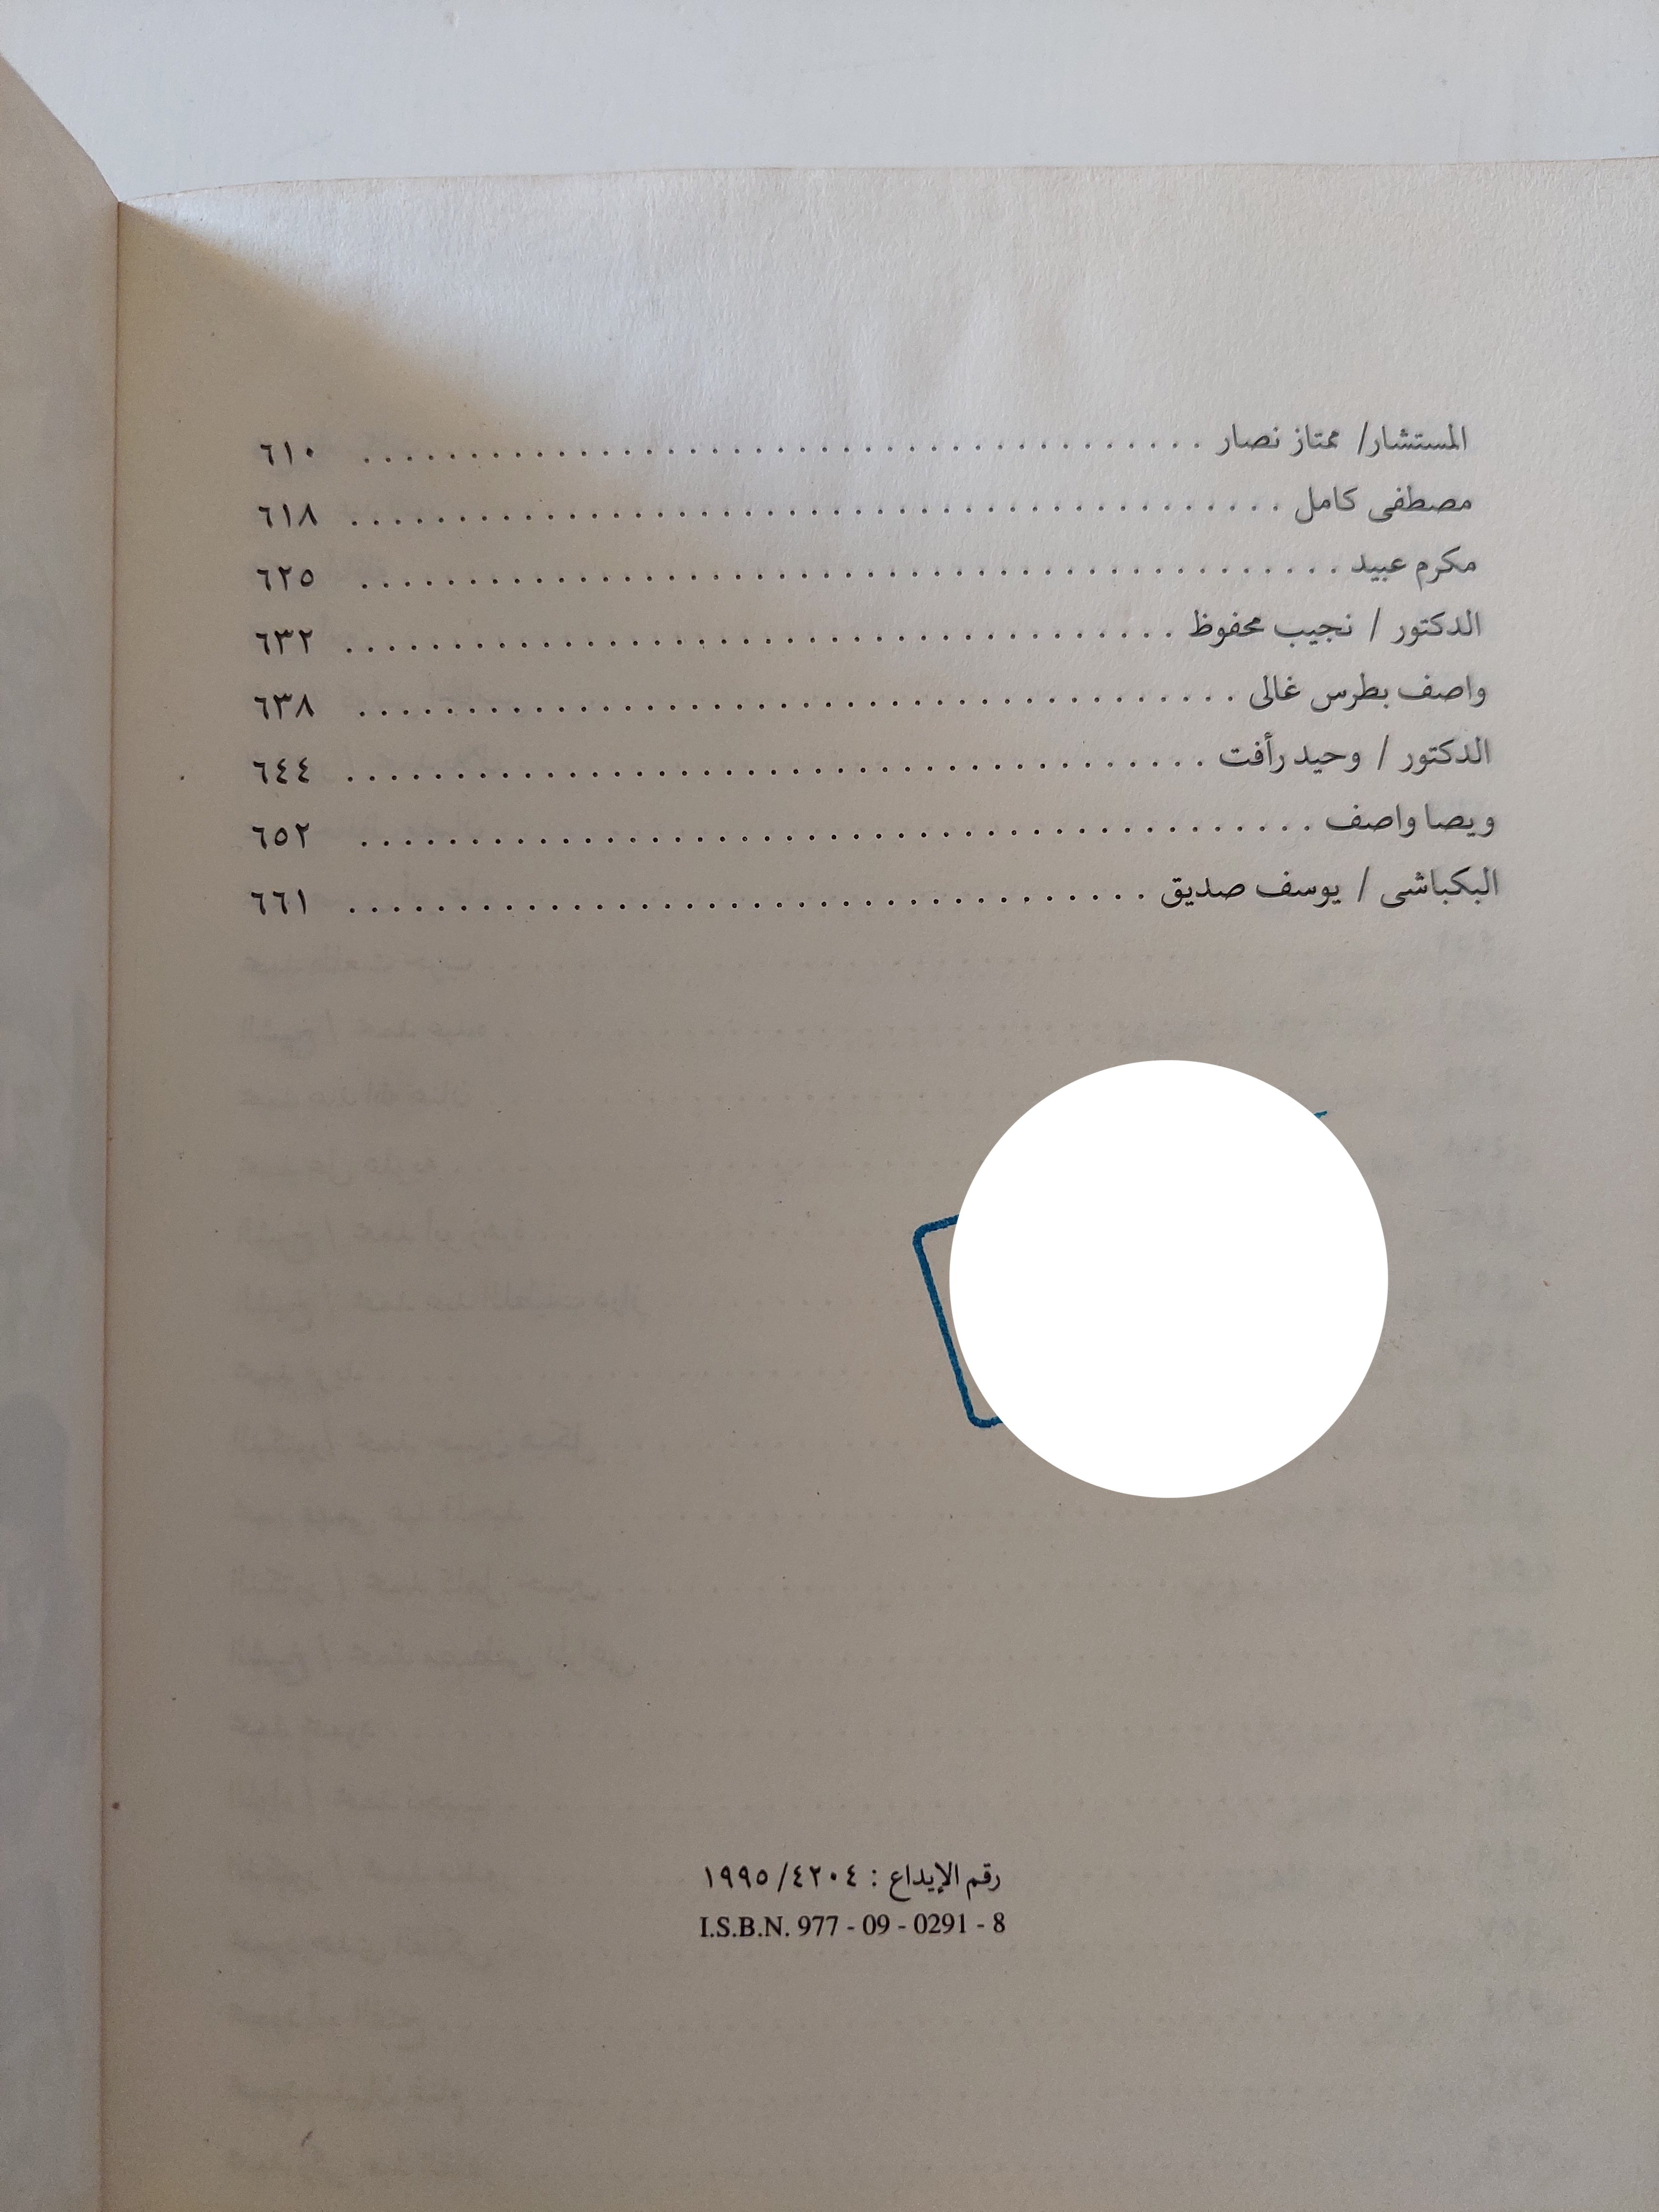 المستشار/ ممتاز نصار ........................................ ٦١٠
مصطفى كامل ........................................ ٦١٨
مكرم عبيد ........................................ ٦٢٥
الدكتور / نجيب محفوظ ........................................ ٦٣٢
واصف بطرس غالى ........................................ ٦٣٨
الدكتور / وحيد رأفت ........................................ ٦٤٤
ويصا واصف ........................................ ٦٥٢
البكباشى / يوسف صديق ........................................ ٦٦١
رقم الإيداع : ٤٢٠٤/ ١٩٩٥
I.S.B.N. 977 - 09 - 0291 - 8